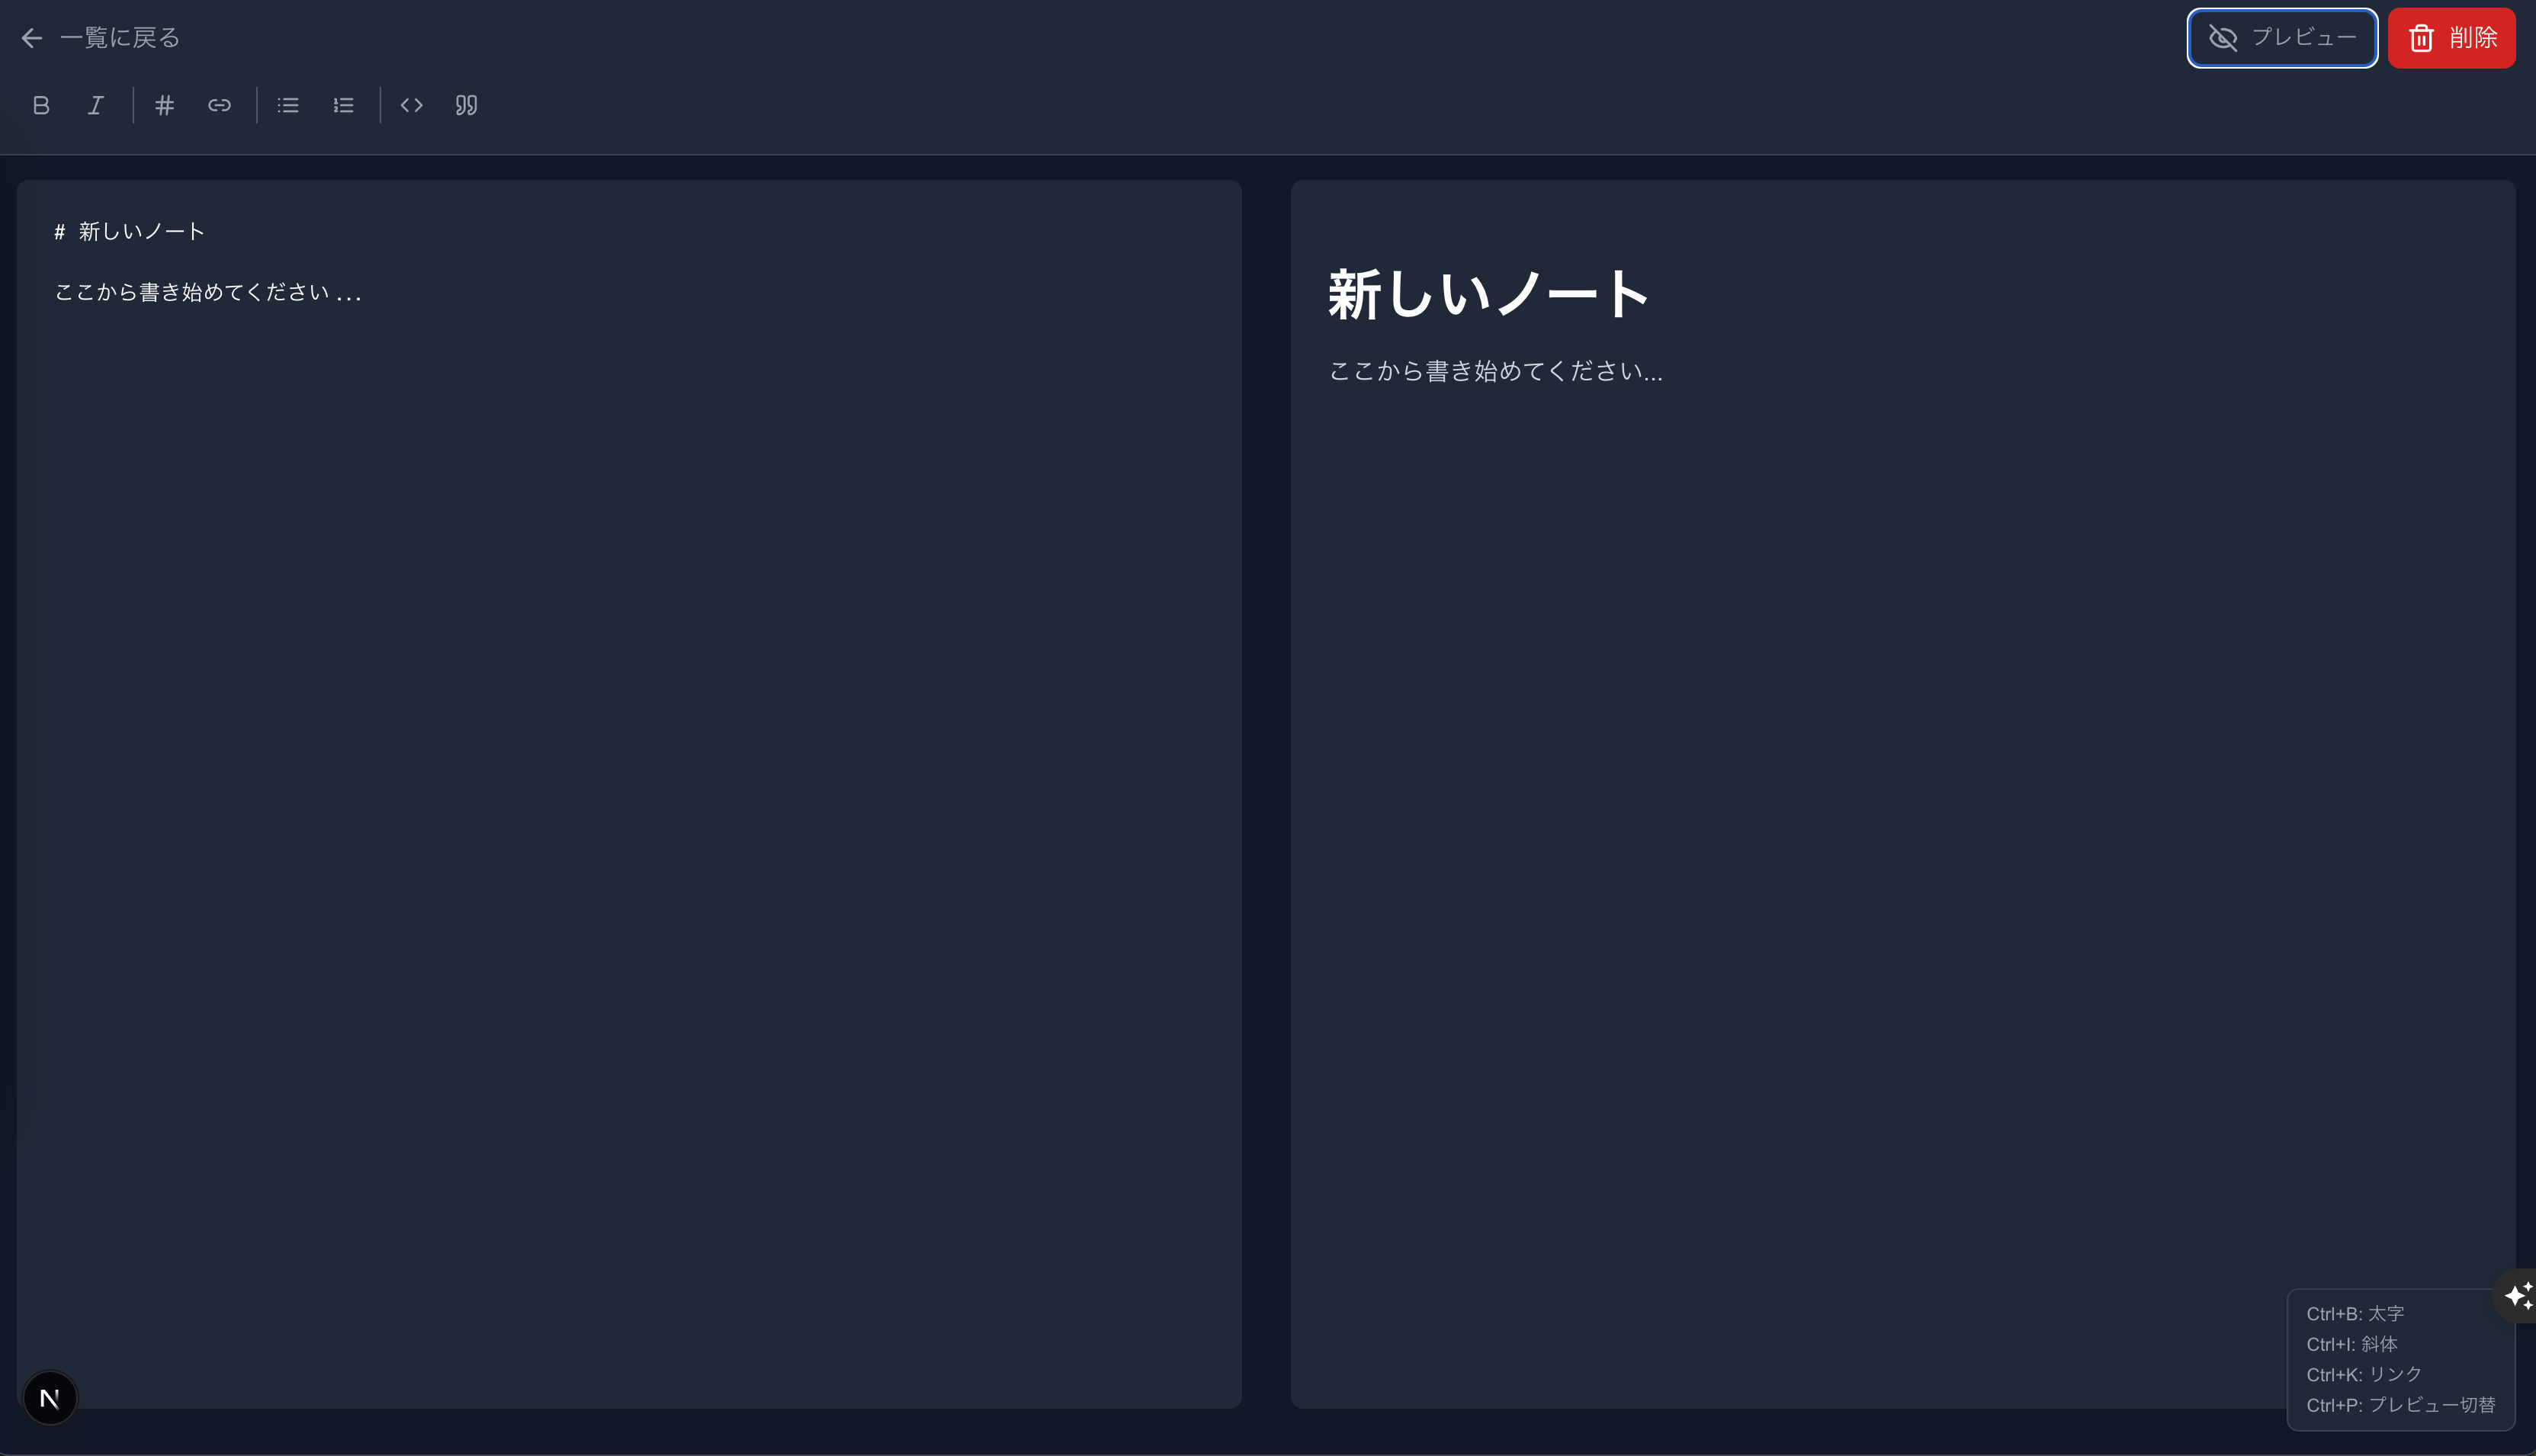 一覧に戻る
プレビュー
削除
# 新しいノート
ここから書き始めてください...
新しいノート
ここから書き始めてください...
Ctrl+B: 太字
Ctrl+I: 斜体
Ctrl+K: リンク
Ctrl+P: プレビュー切替
N